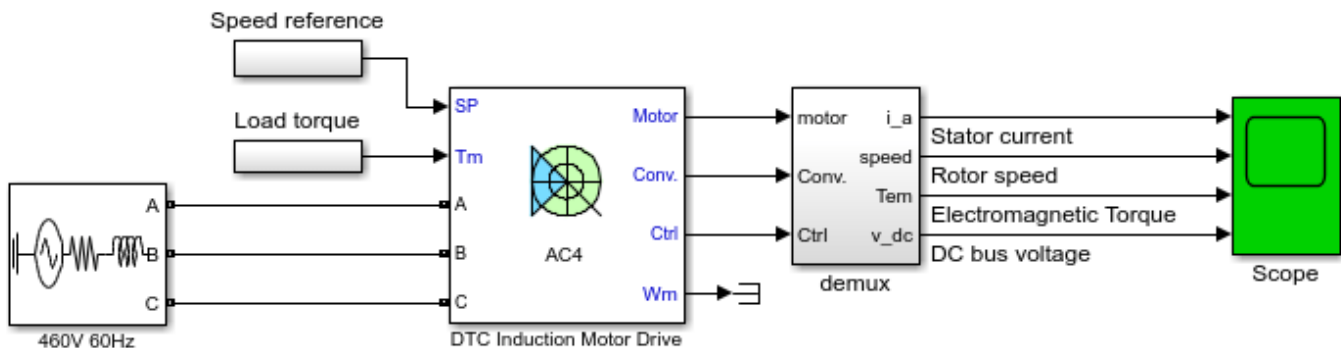 Speed reference
Load torque
A
B
C
460V 60Hz
SP
Tm
A
B
C
Motor
Conv.
Ctrl
Wm
AC4
DTC Induction Motor Drive
motor
Conv.
Ctrl
i_a
speed
Tem
v_dc
demux
Stator current
Rotor speed
Electromagnetic Torque
DC bus voltage
Scope